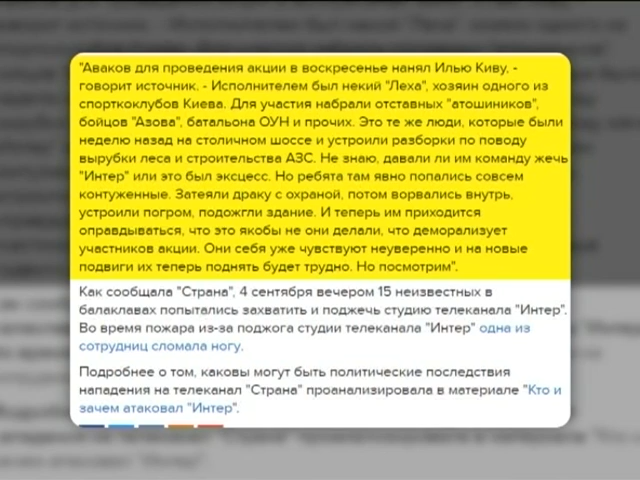 "Аваков для проведения акции в воскресенье нанял Илью Киву, -
говорит источник, - Исполнителем был некий "Леха", хозяин одного из
спорткоклубов Киева. Для участия набрали отставных "атошиников",
бойцов "Азова", батальона ОУН и прочих. Это те же люди, которые были
неделю назад на столичном шоссе и устроили разборки по поводу
вырубки леса и строительства АЗС. Не знаю, давали ли им команду жечь
"Интер" или это был эксцесс. Но ребята там явно попались совсем
контуженные. Затеяли драку с охраной, потом ворвались внутрь,
устроили погром, подожгли здание. И теперь им приходится
оправдываться, что это якобы не они делали, что деморализует
участников акции. Они себя уже чувствуют неуверенно и на новые
подвиги их теперь поднять будет трудно. Но посмотрим".
Как сообщала "Страна", 4 сентября вечером 15 неизвестных в
балаклавах попытались захватить и поджечь студию телеканала "Интер".
Во время пожара из-за поджога студии телеканала "Интер" одна из
сотрудниц сломала ногу.
Подробнее о том, каковы могут быть политические последствия
нападения на телеканал "Страна" проанализировала в материале "Кто и
зачем атаковал "Интер".